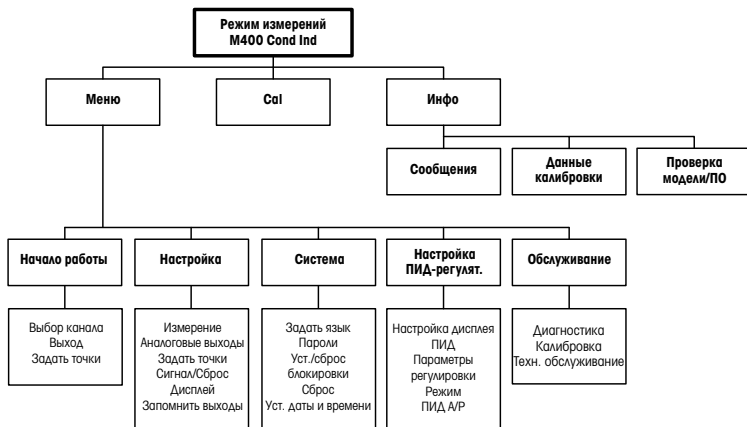 Режим измерений
M400 Cond Ind
Меню
Cal
Инфо
Сообщения
Данные
калибровки
Проверка
модели/ПО
Начало работы
Настройка
Система
Настройка
ПИД-регулят.
Обслуживание
Выбор канала
Выход
Задать точки
Измерение
Аналоговые выходы
Задать точки
Сигнал/Сброс
Дисплей
Запомнить выходы
Задать язык
Пароли
Уст./сброс
блокировки
Сброс
Уст. даты и времени
Настройка дисплея
ПИД
Параметры
регулировки
Режим
ПИД А/Р
Диагностика
Калибровка
Техн. обслуживание